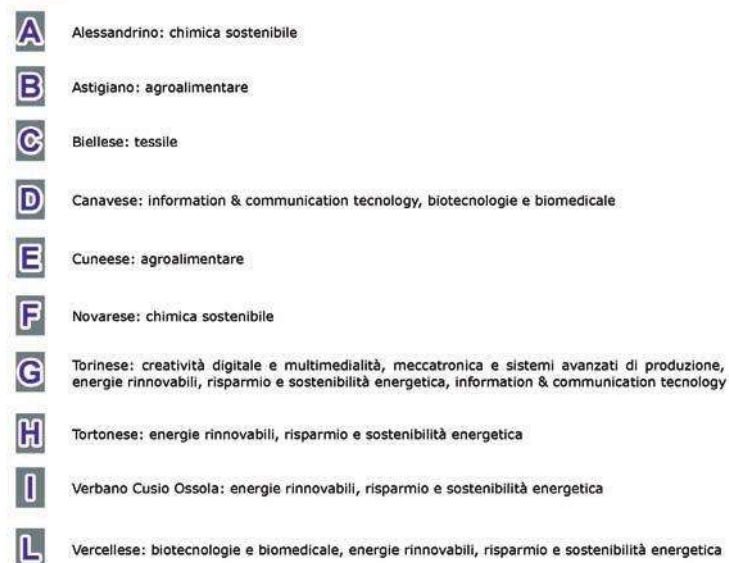 A Alessandrino: chimica sostenibile
B Astigiano: agroalimentare
C Biellese: tessile
D Canavese: information & communication tecnology, biotecnologie e biomedicale
E Cuneese: agroalimentare
F Novarese: chimica sostenibile
G Torinese: creatività digitale e multimedialità, meccatronica e sistemi avanzati di produzione,
energie rinnovabili, risparmio e sostenibilità energetica, information & communication tecnology
H Tortonese: energie rinnovabili, risparmio e sostenibilità energetica
I Verbano Cusio Ossola: energie rinnovabili, risparmio e sostenibilità energetica
L Vercellese: biotecnologie e biomedicale, energie rinnovabili, risparmio e sostenibilità energetica